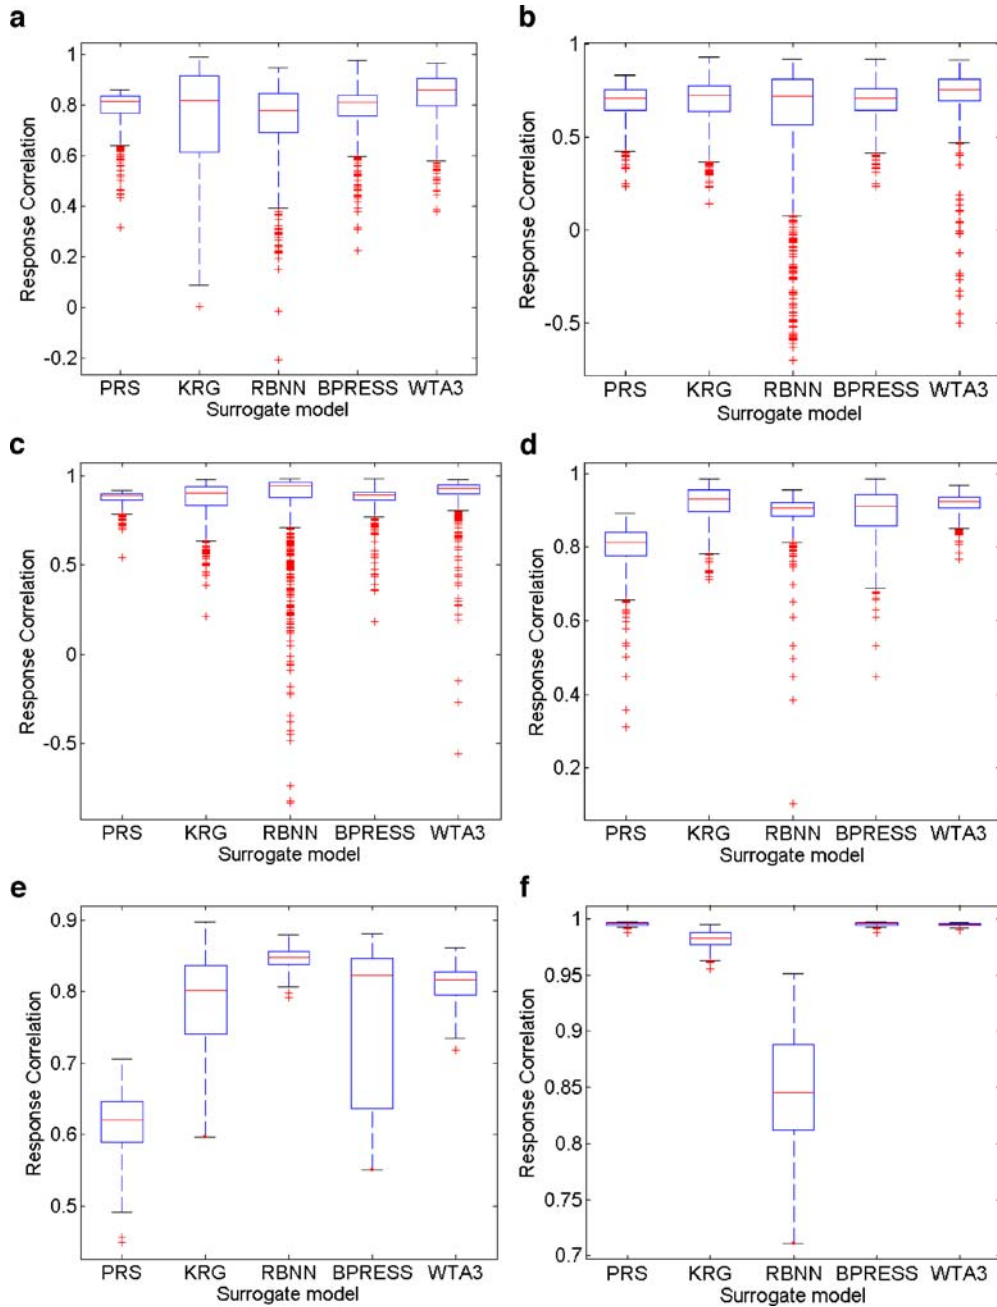 a
1
0.8
0.6
0.4
0.2
0
-0.2
Response Correlation
PRS KRG RBNN BPRESS WTA3
Surrogate model
b
1
0.5
0
-0.5
Response Correlation
PRS KRG RBNN BPRESS WTA3
Surrogate model
c
1
0.5
0
-0.5
Response Correlation
PRS KRG RBNN BPRESS WTA3
Surrogate model
d
1
0.8
0.6
0.4
0.2
Response Correlation
PRS KRG RBNN BPRESS WTA3
Surrogate model
e
0.9
0.8
0.7
0.6
0.5
Response Correlation
PRS KRG RBNN BPRESS WTA3
Surrogate model
f
1
0.95
0.9
0.85
0.8
0.75
0.7
Response Correlation
PRS KRG RBNN BPRESS WTA3
Surrogate model